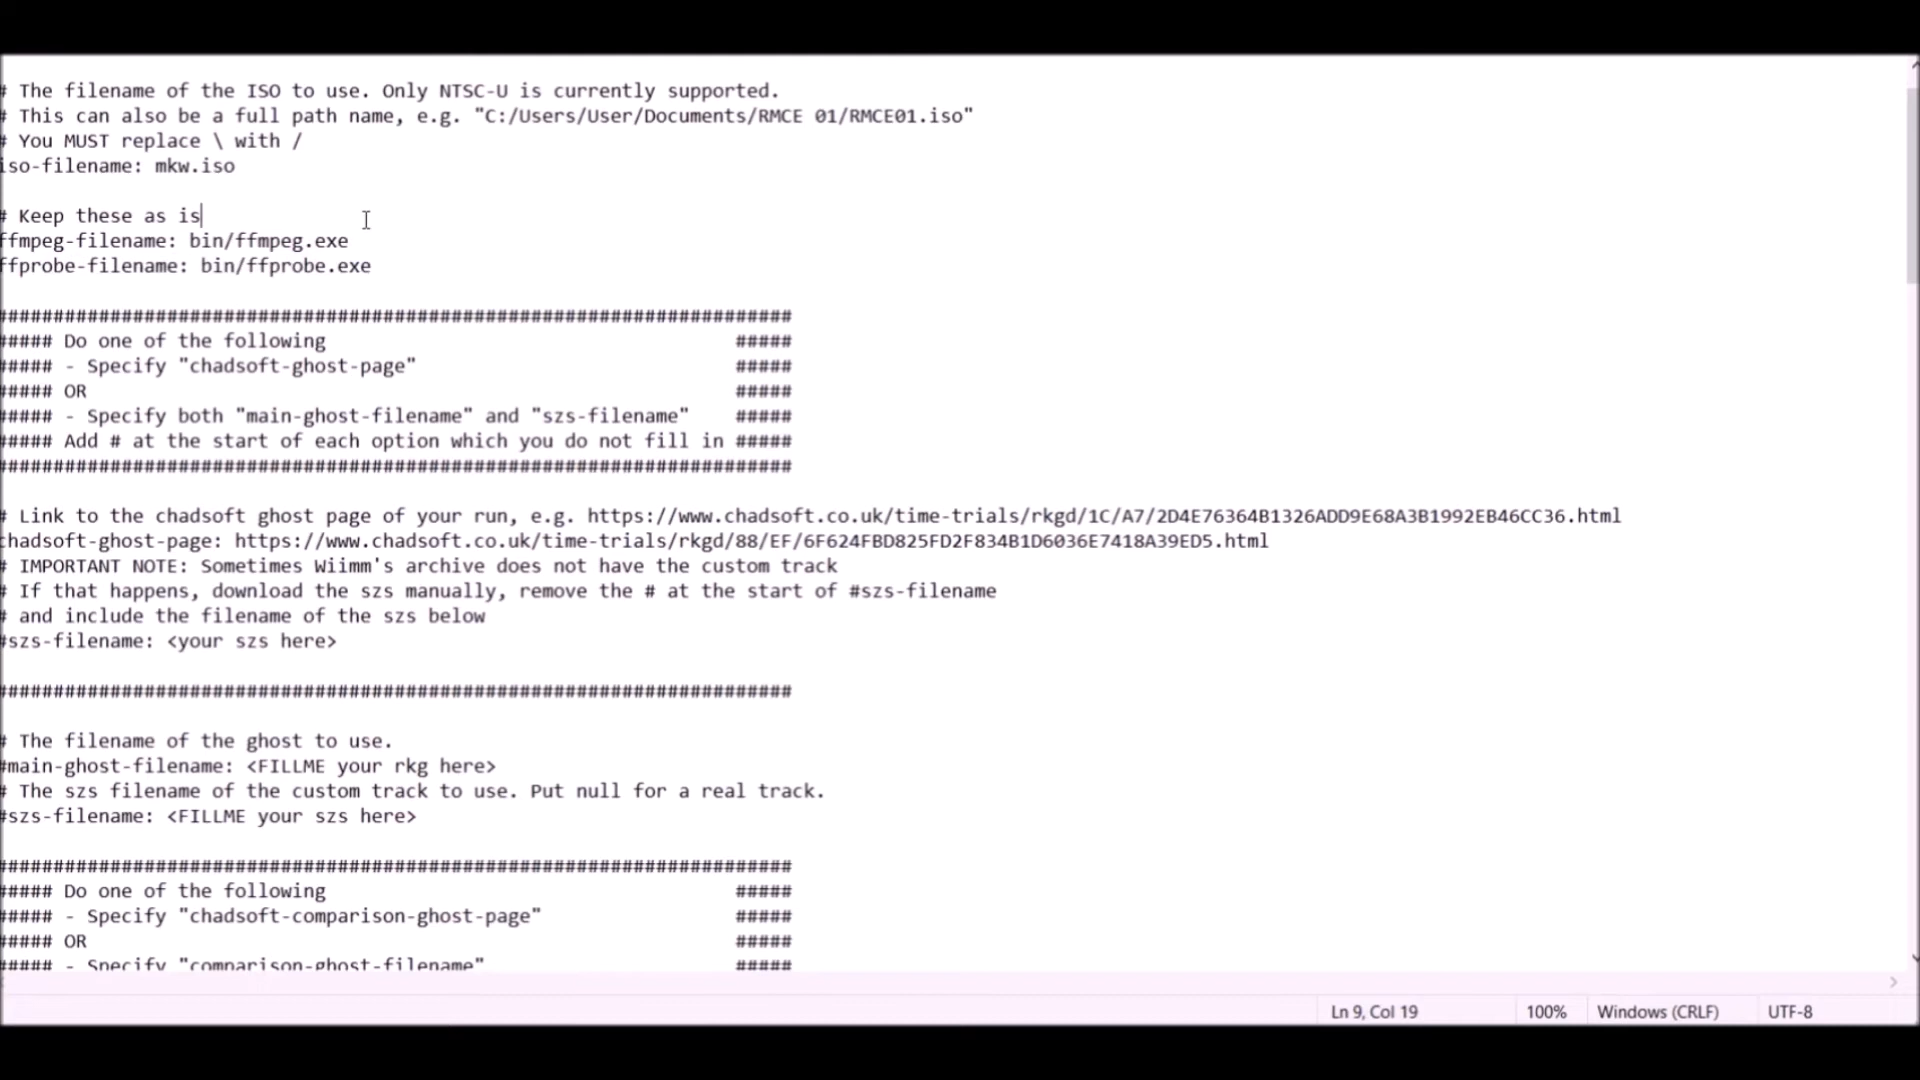 # The filename of the ISO to use. Only NTSC-U is currently supported.
# This can also be a full path name, e.g. "C:/Users/User/Documents/RMCE 01/RMCE01.iso"
# You MUST replace \ with /
iso-filename: mkw.iso
# Keep these as is
ffmpeg-filename: bin/ffmpeg.exe
ffprobe-filename: bin/ffprobe.exe
######################################################################
##### Do one of the following #####
##### - Specify "chadsoft-ghost-page" #####
##### OR #####
##### - Specify both "main-ghost-filename" and "szs-filename" #####
##### Add # at the start of each option which you do not fill in #####
######################################################################
# Link to the chadsoft ghost page of your run, e.g. https://www.chadsoft.co.uk/time-trials/rkgd/1C/A7/2D4E76364B1326ADD9E68A3B1992EB46CC36.html
chadsoft-ghost-page: https://www.chadsoft.co.uk/time-trials/rkgd/88/EF/6F624FBD825FD2F834B1D6036E7418A39ED5.html
# IMPORTANT NOTE: Sometimes Wiimm's archive does not have the custom track
# If that happens, download the szs manually, remove the # at the start of #szs-filename
# and include the filename of the szs below
#szs-filename: <your szs here>
######################################################################
# The filename of the ghost to use.
#main-ghost-filename: <FILLME your rkg here>
# The szs filename of the custom track to use. Put null for a real track.
#szs-filename: <FILLME your szs here>
######################################################################
##### Do one of the following #####
##### - Specify "chadsoft-comparison-ghost-page" #####
##### OR #####
##### - Specify "comparison-ghost-filename" #####
Ln 9, Col 19 100% Windows (CRLF) UTF-8